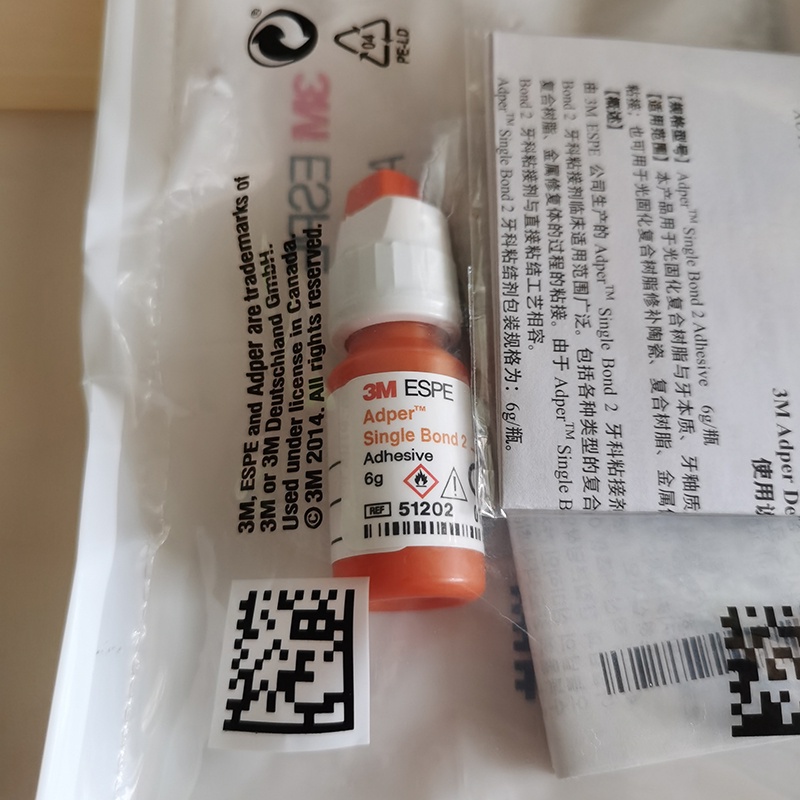 PE-LD
04
3M ESPE
3M, ESPE and Adper are trademarks of
3M or 3M Deutschland GmbH.
Used under license in Canada.
© 3M 2014. All rights reserved.
3M ESPE
Adper™
Single Bond 2
Adhesive
6g
REF 51202
【规格型号】Adper™ Single Bond 2 Adhesive 6g/瓶
【适用范围】本产品用于光固化复合树脂与牙本质、牙釉质
粘接；也可用于光固化复合树脂修补陶瓷、复合树脂、金属
【概述】
由 3M ESPE 公司生产的 Adper™ Single Bond 2 牙科粘接剂
Bond 2 牙科粘接剂临床适用范围广泛。包括各种类型的复合
复合树脂、金属修复体的过程的粘接。由于 Adper™ Single B
Bond 2 牙科粘接剂与直接粘结工艺相容。
Adper™ Single Bond 2 牙科粘结剂包装规格为：6g/瓶。
3M Adper De
使用说